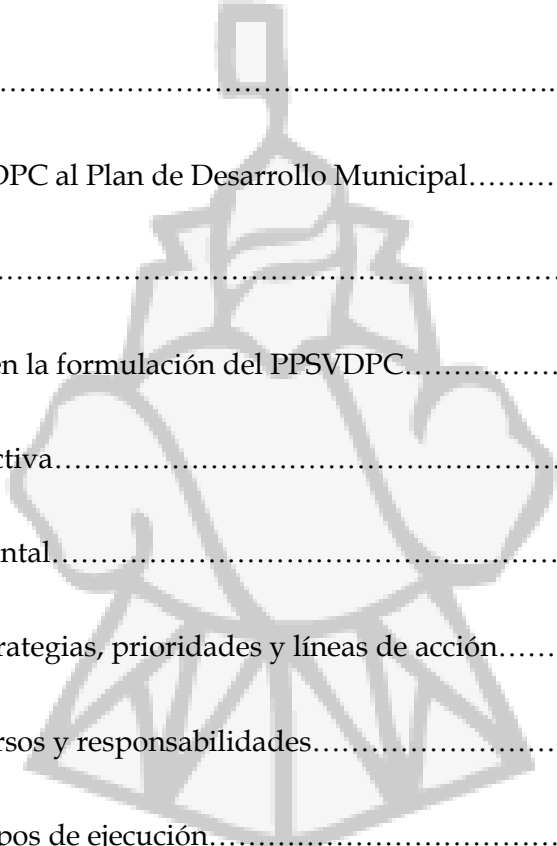 ……………………………………...…………….
DPC al Plan de Desarrollo Municipal………
……………………………………………………
en la formulación del PPSVDPC……………
ctiva………………………………………………
ental………………………………………………
rategias, prioridades y líneas de acción……
rsos y responsabilidades……………………
pos de ejecución………………………………